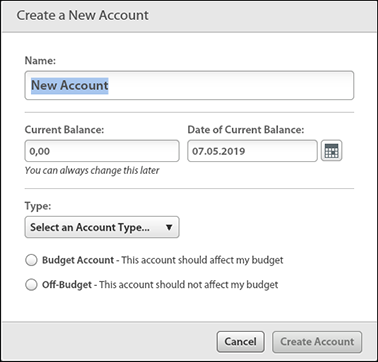 Create a New Account
Name:
New Account
Current Balance:
Date of Current Balance:
0,00
07.05.2019
You can always change this later
Type:
Select an Account Type...
Budget Account - This account should affect my budget
Off-Budget - This account should not affect my budget
Cancel
Create Account